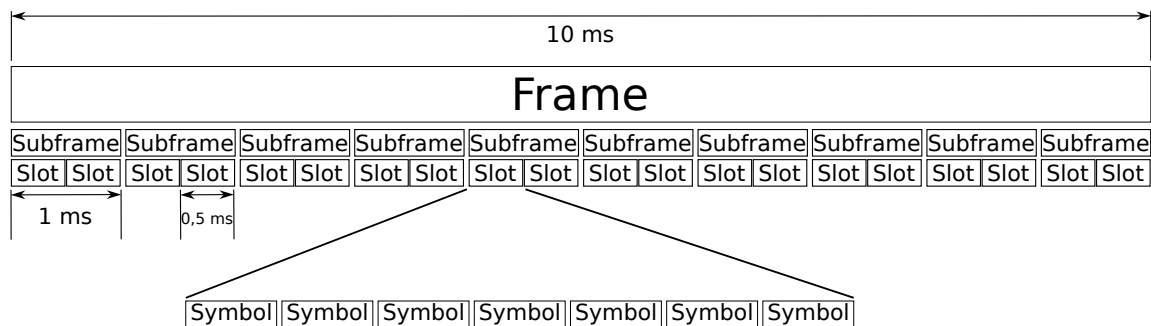 10 ms
Frame
Subframe Subframe Subframe Subframe Subframe Subframe Subframe Subframe Subframe Subframe
Slot Slot Slot Slot Slot Slot Slot Slot Slot Slot Slot Slot Slot Slot Slot Slot Slot Slot Slot Slot
1 ms 0,5 ms
Symbol Symbol Symbol Symbol Symbol Symbol Symbol